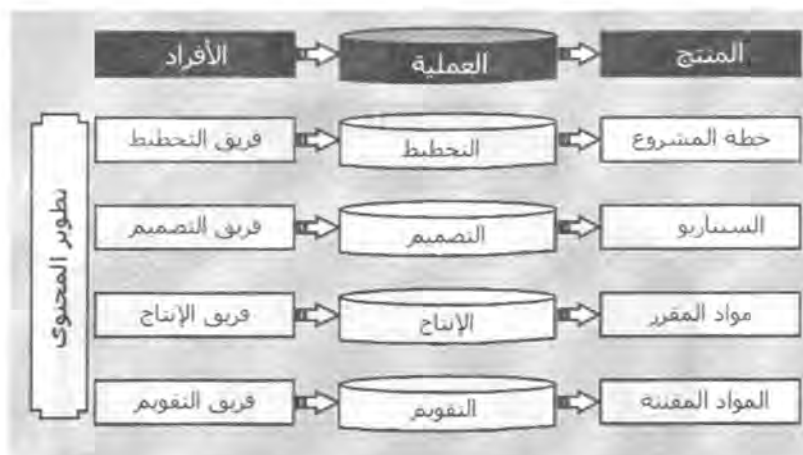 الأفراد
العملية
المنتج
تطوير المحتوى
فريق التخطيط
التخطيط
خطة المشروع
فريق التصميم
التصميم
السيناريو
فريق الإنتاج
الإنتاج
مواد المقرر
فريق التقويم
التقويم
المواد المقننة